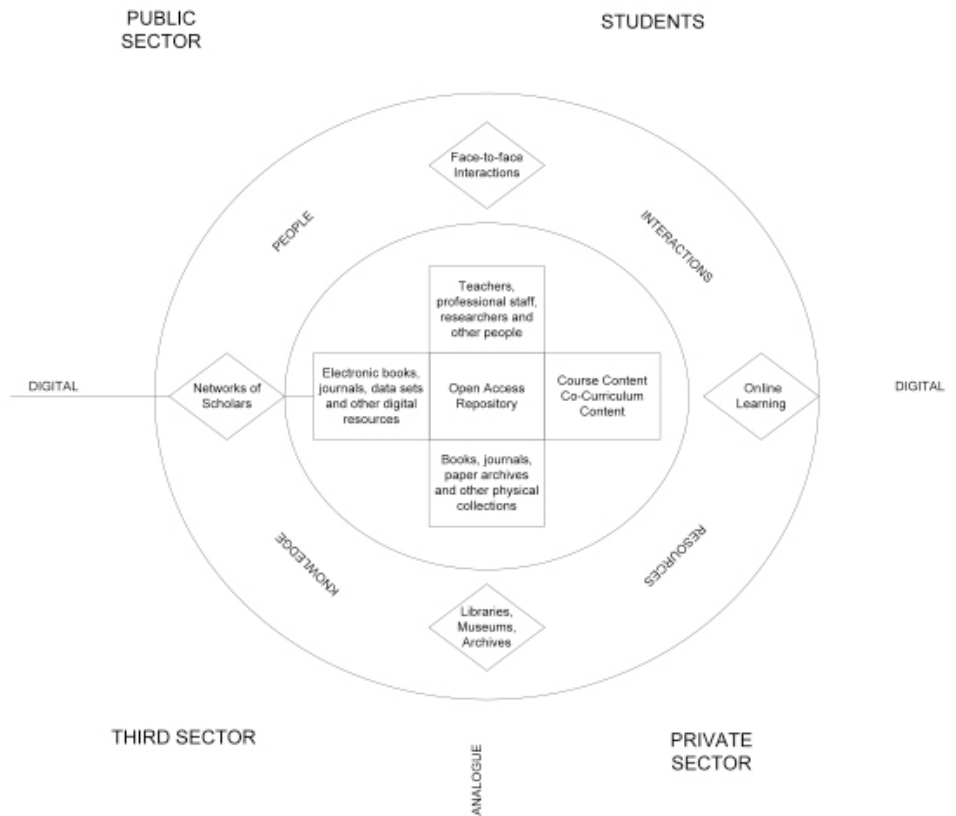 PUBLIC
SECTOR
STUDENTS
Face-to-face
Interactions
PEOPLE
INTERACTIONS
Teachers,
professional staff,
researchers and
other people
DIGITAL
Networks of
Scholars
Electronic books,
journals, data sets
and other digital
resources
Open Access
Repository
Course Content
Co-Curriculum
Content
Online
Learning
DIGITAL
Books, journals,
paper archives
and other physical
collections
KNOWLEDGE
RESOURCES
Libraries,
Museums,
Archives
THIRD SECTOR
ANALOGUE
PRIVATE
SECTOR